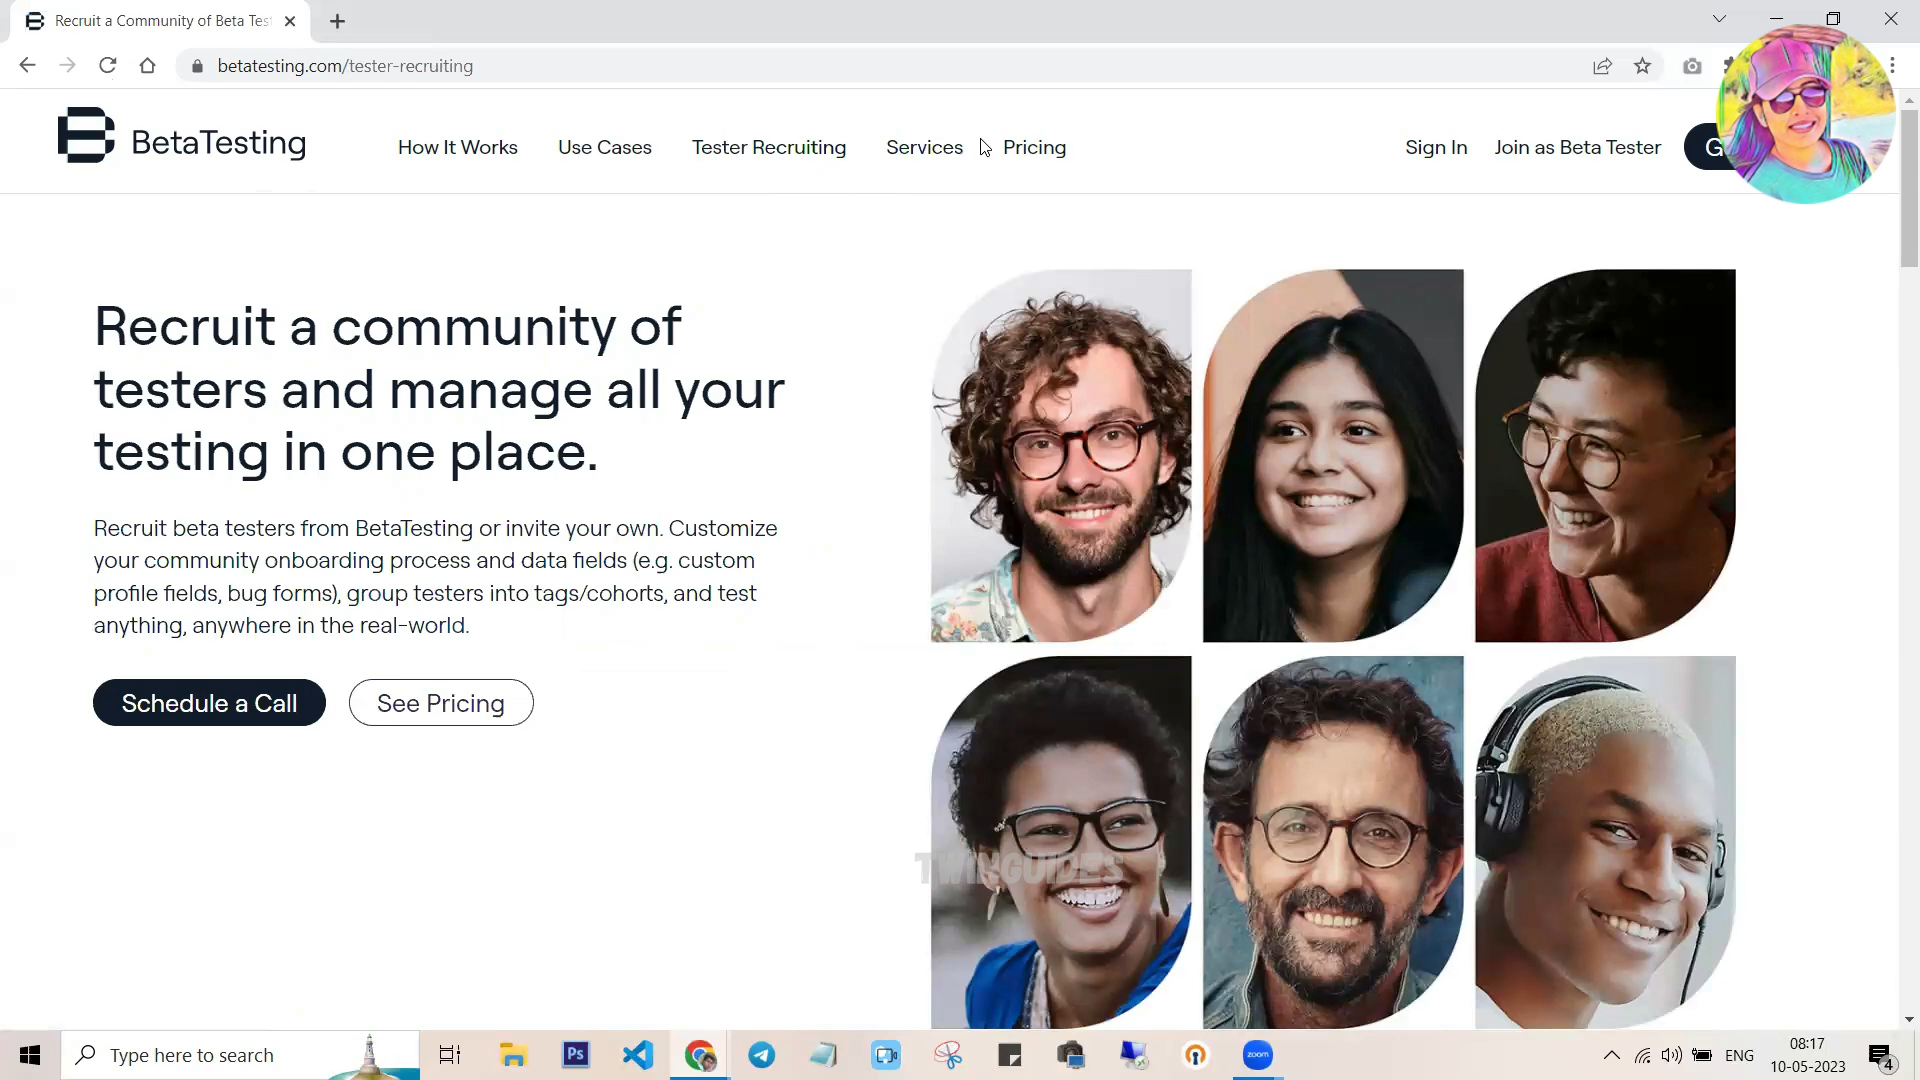 Recruit a Community of Beta Tes
betatesting.com/tester-recruiting
BetaTesting
How It Works
Use Cases
Tester Recruiting
Services
Pricing
Sign In
Join as Beta Tester
G
Recruit a community of
testers and manage all your
testing in one place.
Recruit beta testers from BetaTesting or invite your own. Customize
your community onboarding process and data fields (e.g. custom
profile fields, bug forms), group testers into tags/cohorts, and test
anything, anywhere in the real-world.
Schedule a Call
See Pricing
TWINGUIDES
Type here to search
Ps
zoom
ENG
08:17
10-05-2023
4